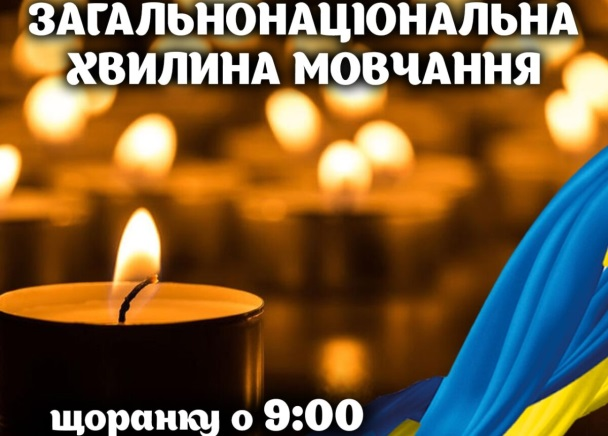 ЗАГАЛЬНОНАЦІОНАЛЬНА
ХВИЛИНА МОВЧАННЯ
щоранку о 9:00